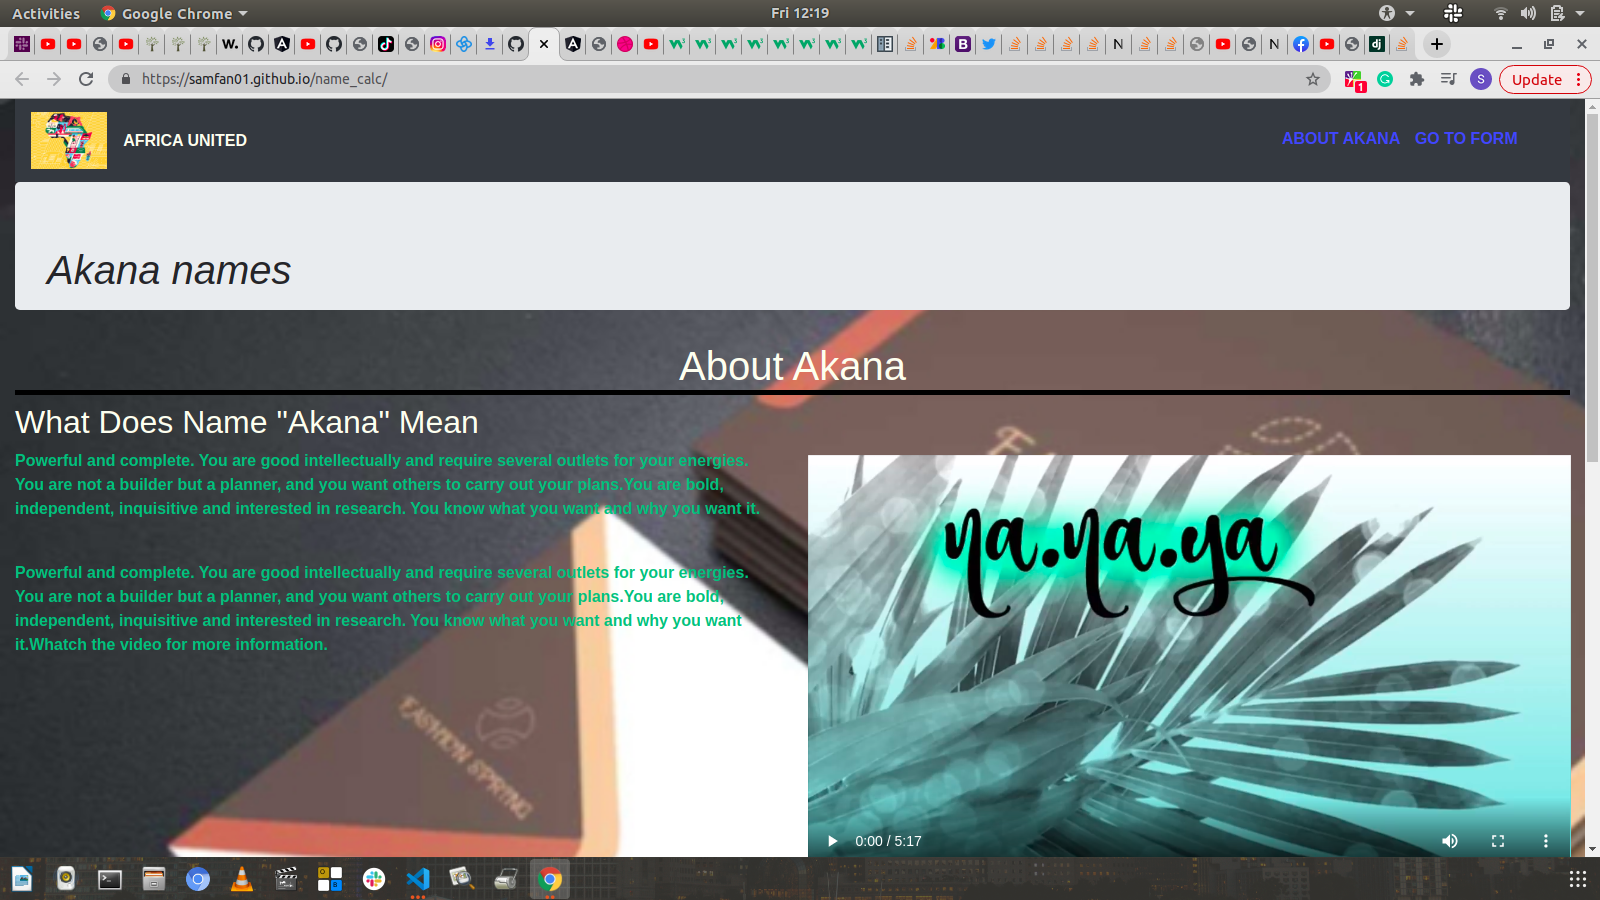 Activities
Google Chrome
Fri 12:19
https://samfan01.github.io/name_calc/
1
S
Update
AFRICA UNITED
ABOUT AKANA GO TO FORM
Akana names
About Akana
What Does Name "Akana" Mean
Powerful and complete. You are good intellectually and require several outlets for your energies.
You are not a builder but a planner, and you want others to carry out your plans.You are bold,
independent, inquisitive and interested in research. You know what you want and why you want it.
Powerful and complete. You are good intellectually and require several outlets for your energies.
You are not a builder but a planner, and you want others to carry out your plans.You are bold,
independent, inquisitive and interested in research. You know what you want and why you want
it.Whatch the video for more information.
na.na.ya
0:00 / 5:17
FASHION SPRYNG